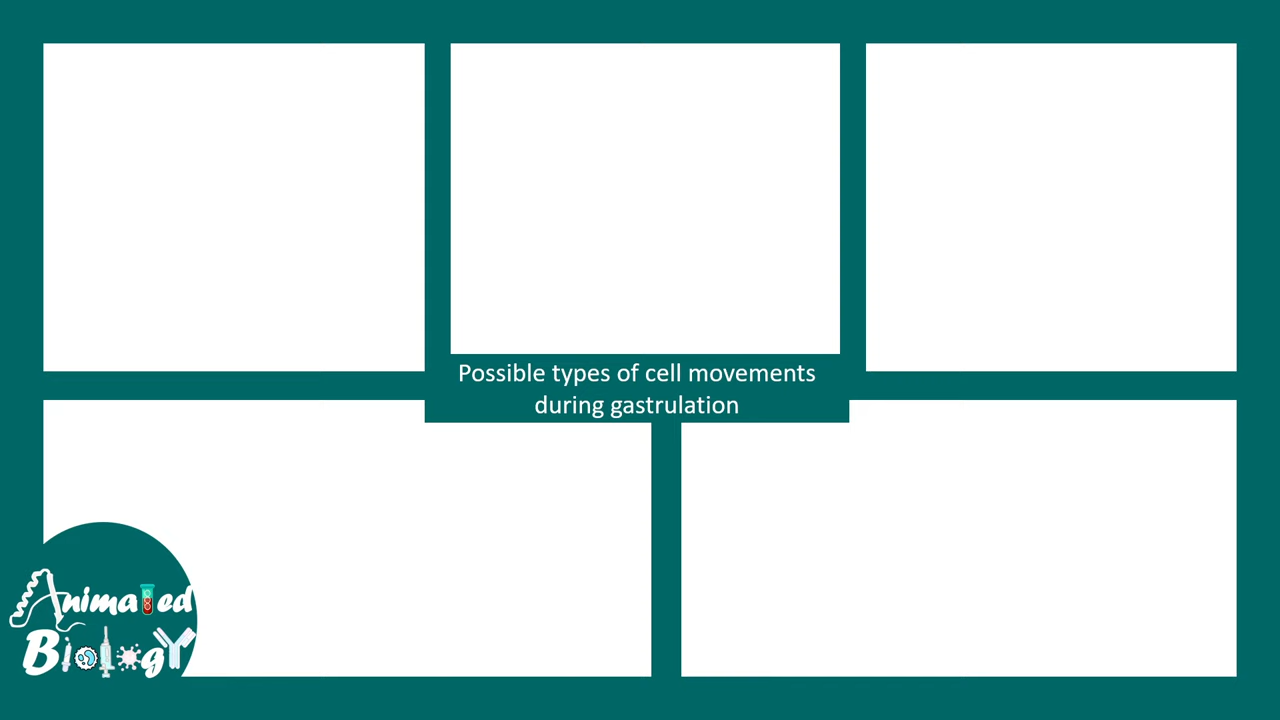 Possible types of cell movements
during gastrulation
Animated
Biology